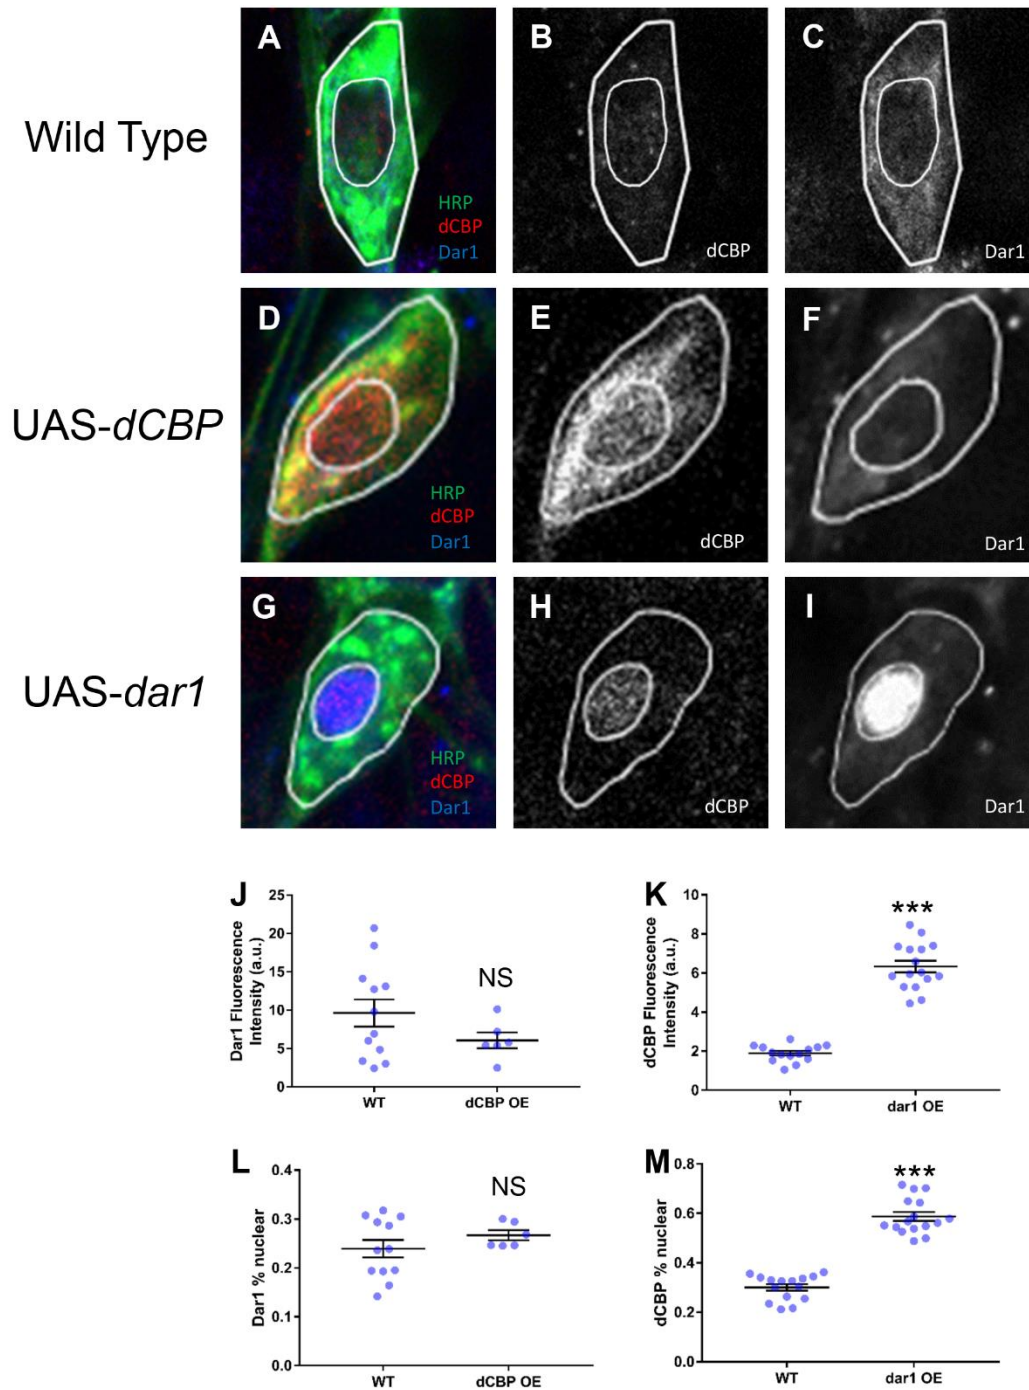 Wild Type
A
HRP
dCBP
Dar1
B
dCBP
C
Dar1
UAS-dCBP
D
HRP
dCBP
Dar1
E
dCBP
F
Dar1
UAS-dar1
G
HRP
dCBP
Dar1
H
dCBP
I
Dar1
J
Dar1 Fluorescence
Intensity (a.u.)
25
20
15
10
5
0
NS
WT
dCBP OE
K
dCBP Fluorescence
Intensity (a.u.)
10
8
6
4
2
0
***
WT
dar1 OE
L
Dar1 % nuclear
0.4
0.3
0.2
0.1
0.0
NS
WT
dCBP OE
M
dCBP % nuclear
0.8
0.6
0.4
0.2
0.0
***
WT
dar1 OE